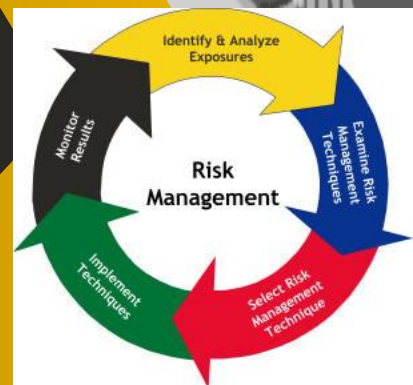 Identify & Analyze
Exposures
Examine Risk
Management
Techniques
Select Risk
Management
Technique
Implement
Techniques
Monitor
Results
Risk
Management